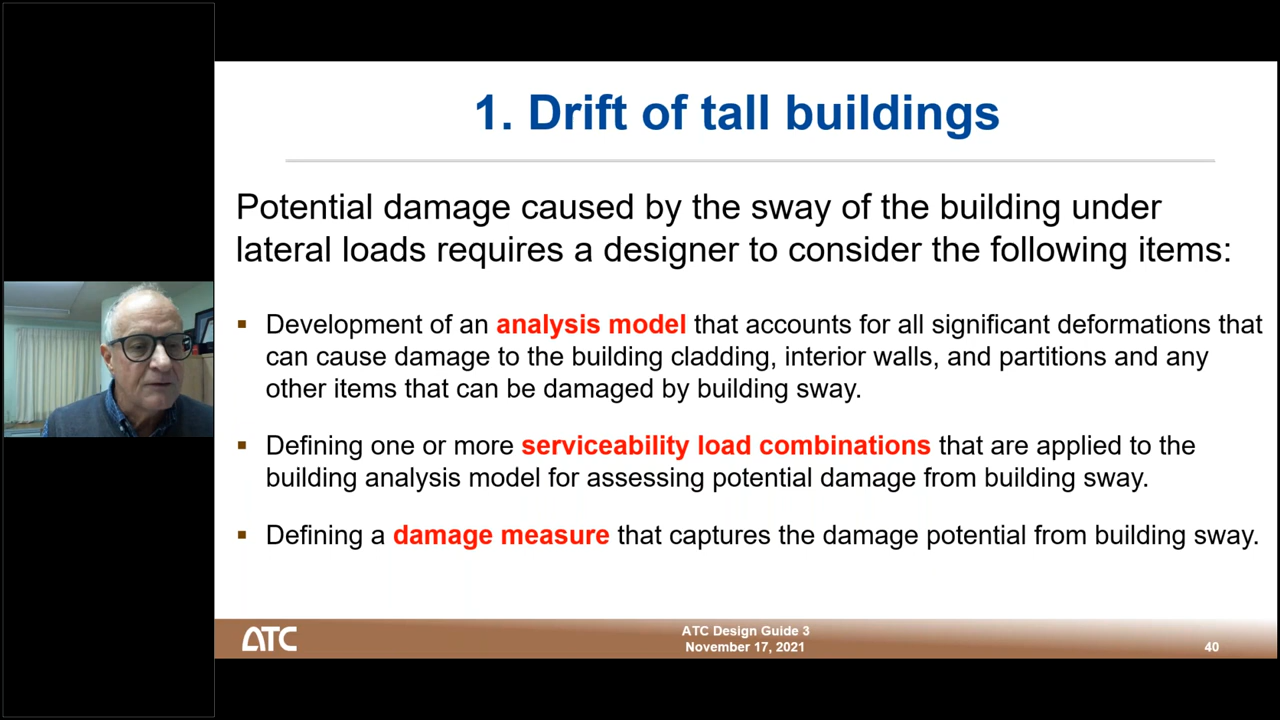 1. Drift of tall buildings
Potential damage caused by the sway of the building under
lateral loads requires a designer to consider the following items:
▪ Development of an analysis model that accounts for all significant deformations that
can cause damage to the building cladding, interior walls, and partitions and any
other items that can be damaged by building sway.
▪ Defining one or more serviceability load combinations that are applied to the
building analysis model for assessing potential damage from building sway.
▪ Defining a damage measure that captures the damage potential from building sway.
ATC
ATC Design Guide 3
November 17, 2021
40